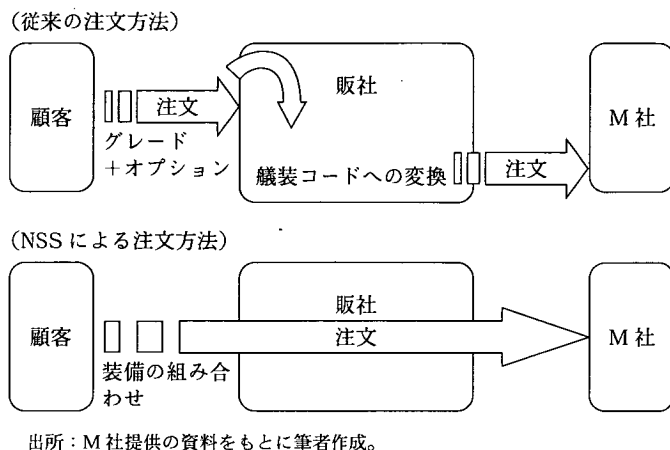 (従来の注文方法)
顧客
注文
グレード
+オプション
販社
艤装コードへの変換
注文
M社
(NSSによる注文方法)
顧客
装備の組み合
わせ
販社
注文
M社
出所：M社提供の資料をもとに筆者作成。